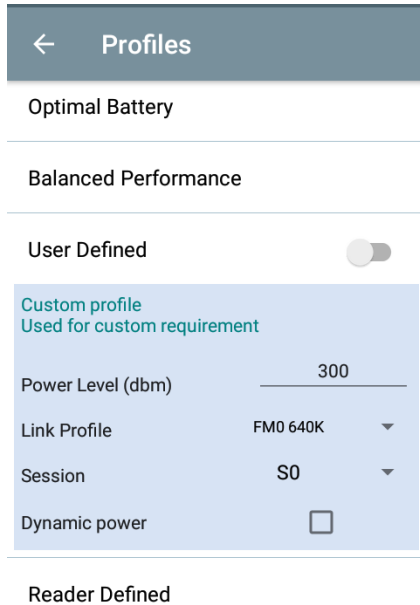 Profiles
Optimal Battery
Balanced Performance
User Defined
Custom profile
Used for custom requirement
Power Level (dbm) 300
Link Profile FM0 640K
Session S0
Dynamic power
Reader Defined